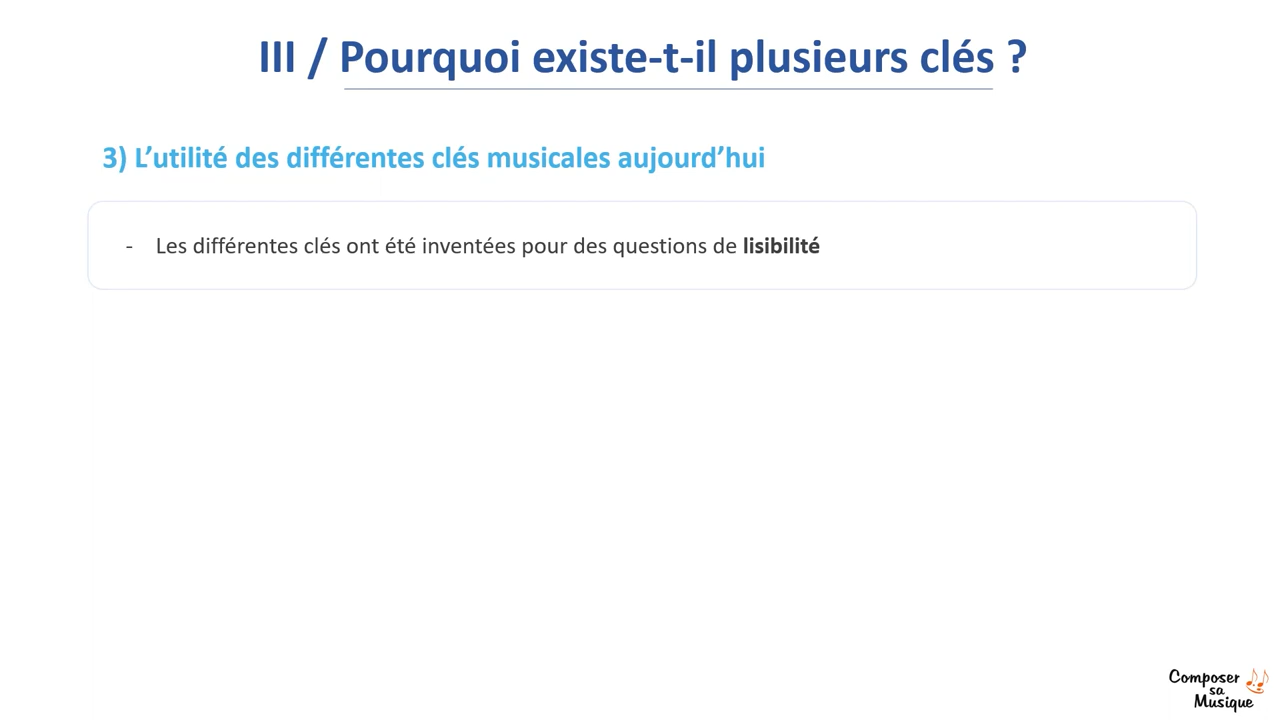 III / Pourquoi existe-t-il plusieurs clés ?
3) L’utilité des différentes clés musicales aujourd’hui
- Les différentes clés ont été inventées pour des questions de lisibilité
Composer
sa
Musique